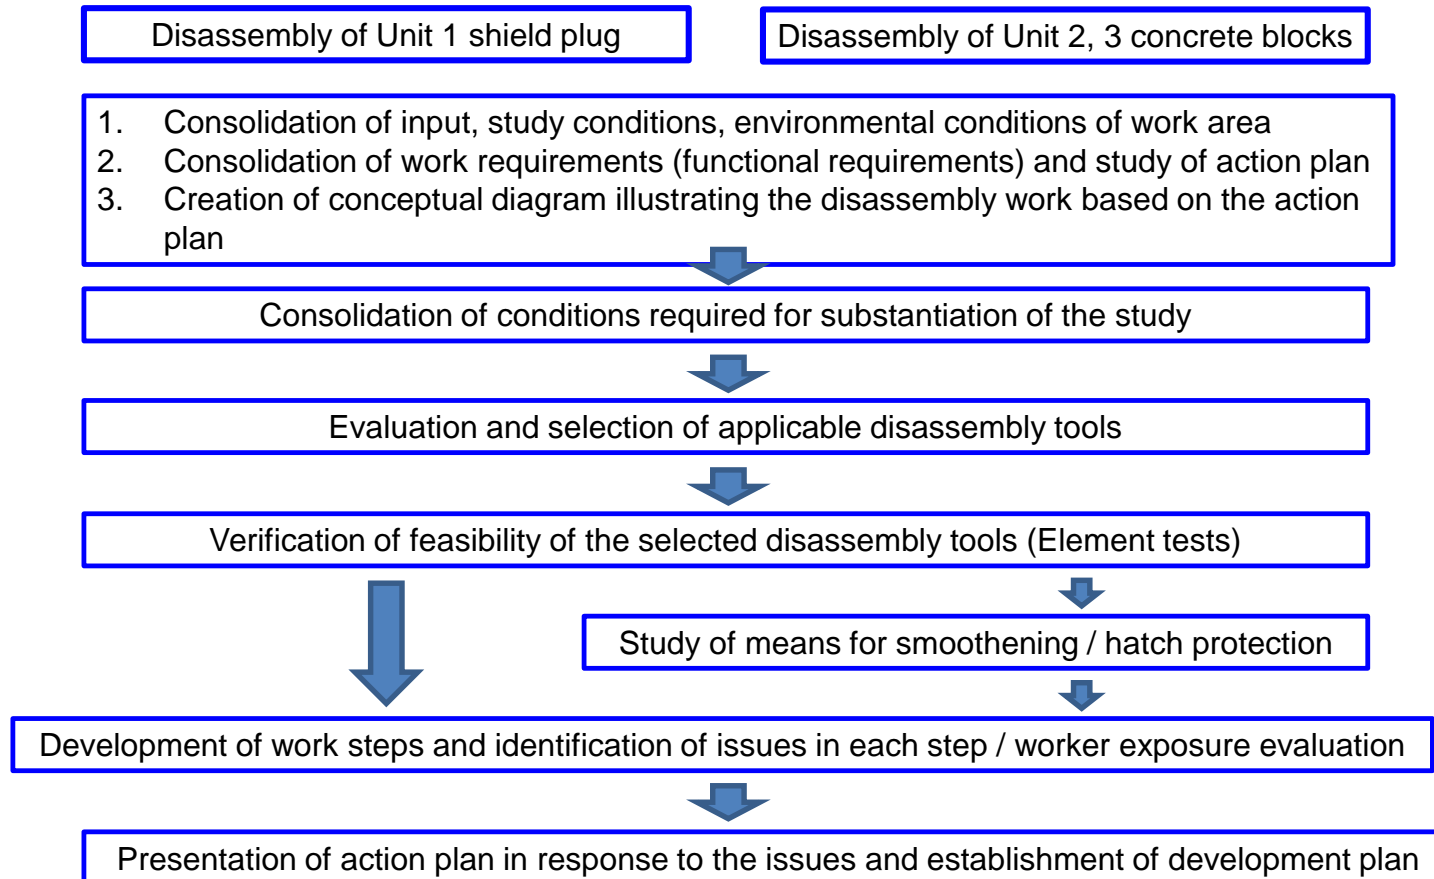 Disassembly of Unit 1 shield plug
Disassembly of Unit 2, 3 concrete blocks
1. Consolidation of input, study conditions, environmental conditions of work area
2. Consolidation of work requirements (functional requirements) and study of action plan
3. Creation of conceptual diagram illustrating the disassembly work based on the action
plan
Consolidation of conditions required for substantiation of the study
Evaluation and selection of applicable disassembly tools
Verification of feasibility of the selected disassembly tools (Element tests)
Study of means for smoothening / hatch protection
Development of work steps and identification of issues in each step / worker exposure evaluation
Presentation of action plan in response to the issues and establishment of development plan